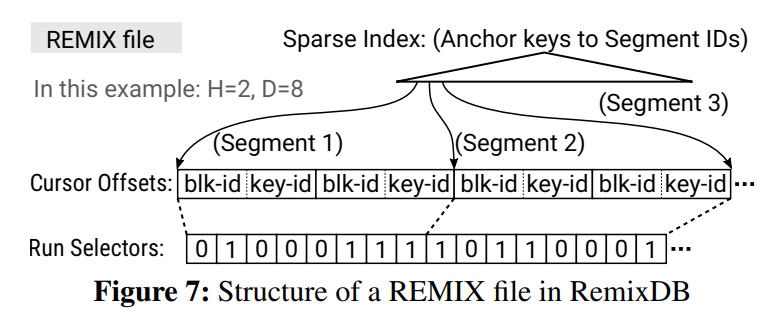 REMIX file
Sparse Index: (Anchor keys to Segment IDs)
In this example: H=2, D=8
(Segment 3)
(Segment 1)
(Segment 2)
Cursor Offsets: blk-id key-id blk-id key-id blk-id key-id blk-id key-id ...
Run Selectors: 0 1 0 0 0 1 1 1 1 0 1 1 0 0 0 1 ...
Figure 7: Structure of a REMIX file in RemixDB